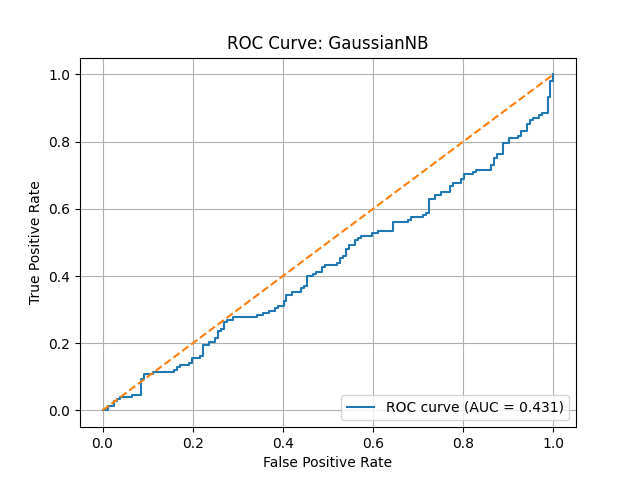 ROC Curve: GaussianNB
1.0
0.8
0.6
0.4
0.2
0.0
True Positive Rate
ROC curve (AUC = 0.431)
0.0 0.2 0.4 0.6 0.8 1.0
False Positive Rate